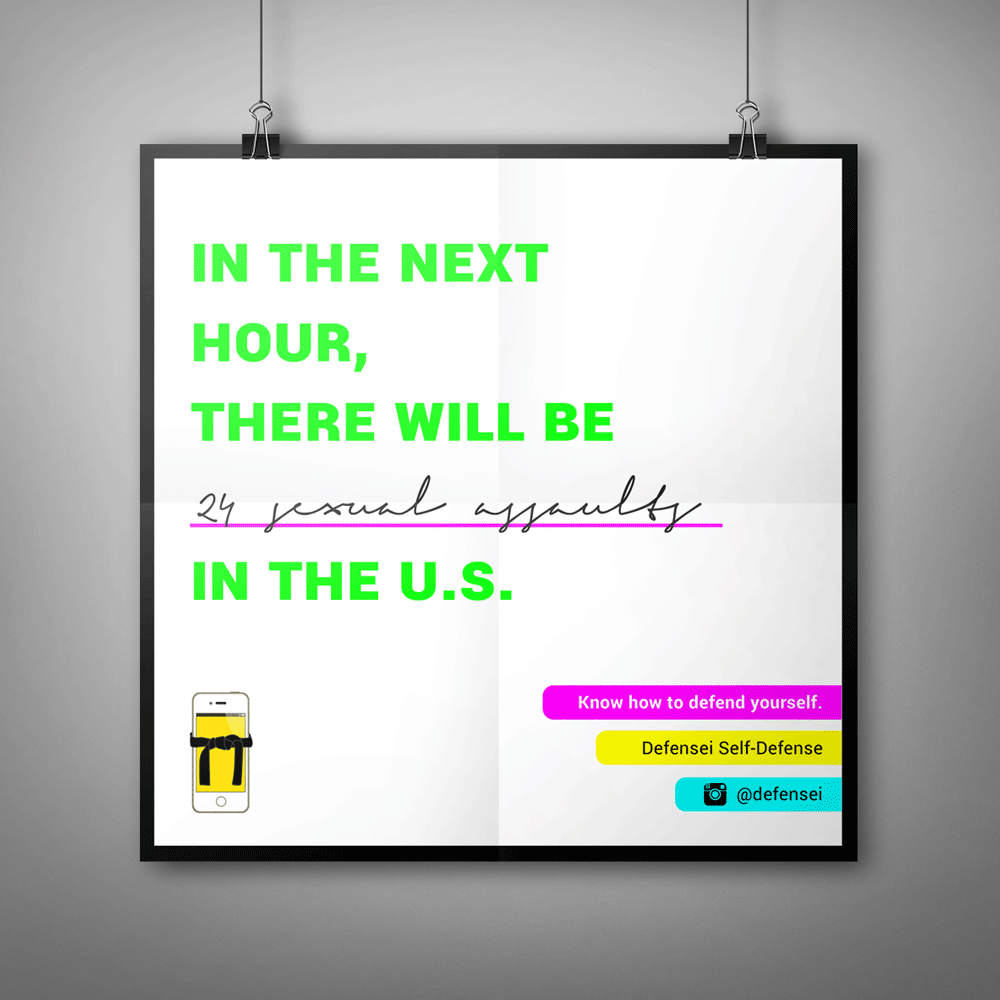 IN THE NEXT
HOUR,
THERE WILL BE
24 sexual assaults
IN THE U.S.
Know how to defend yourself.
Defensei Self-Defense
@defensei